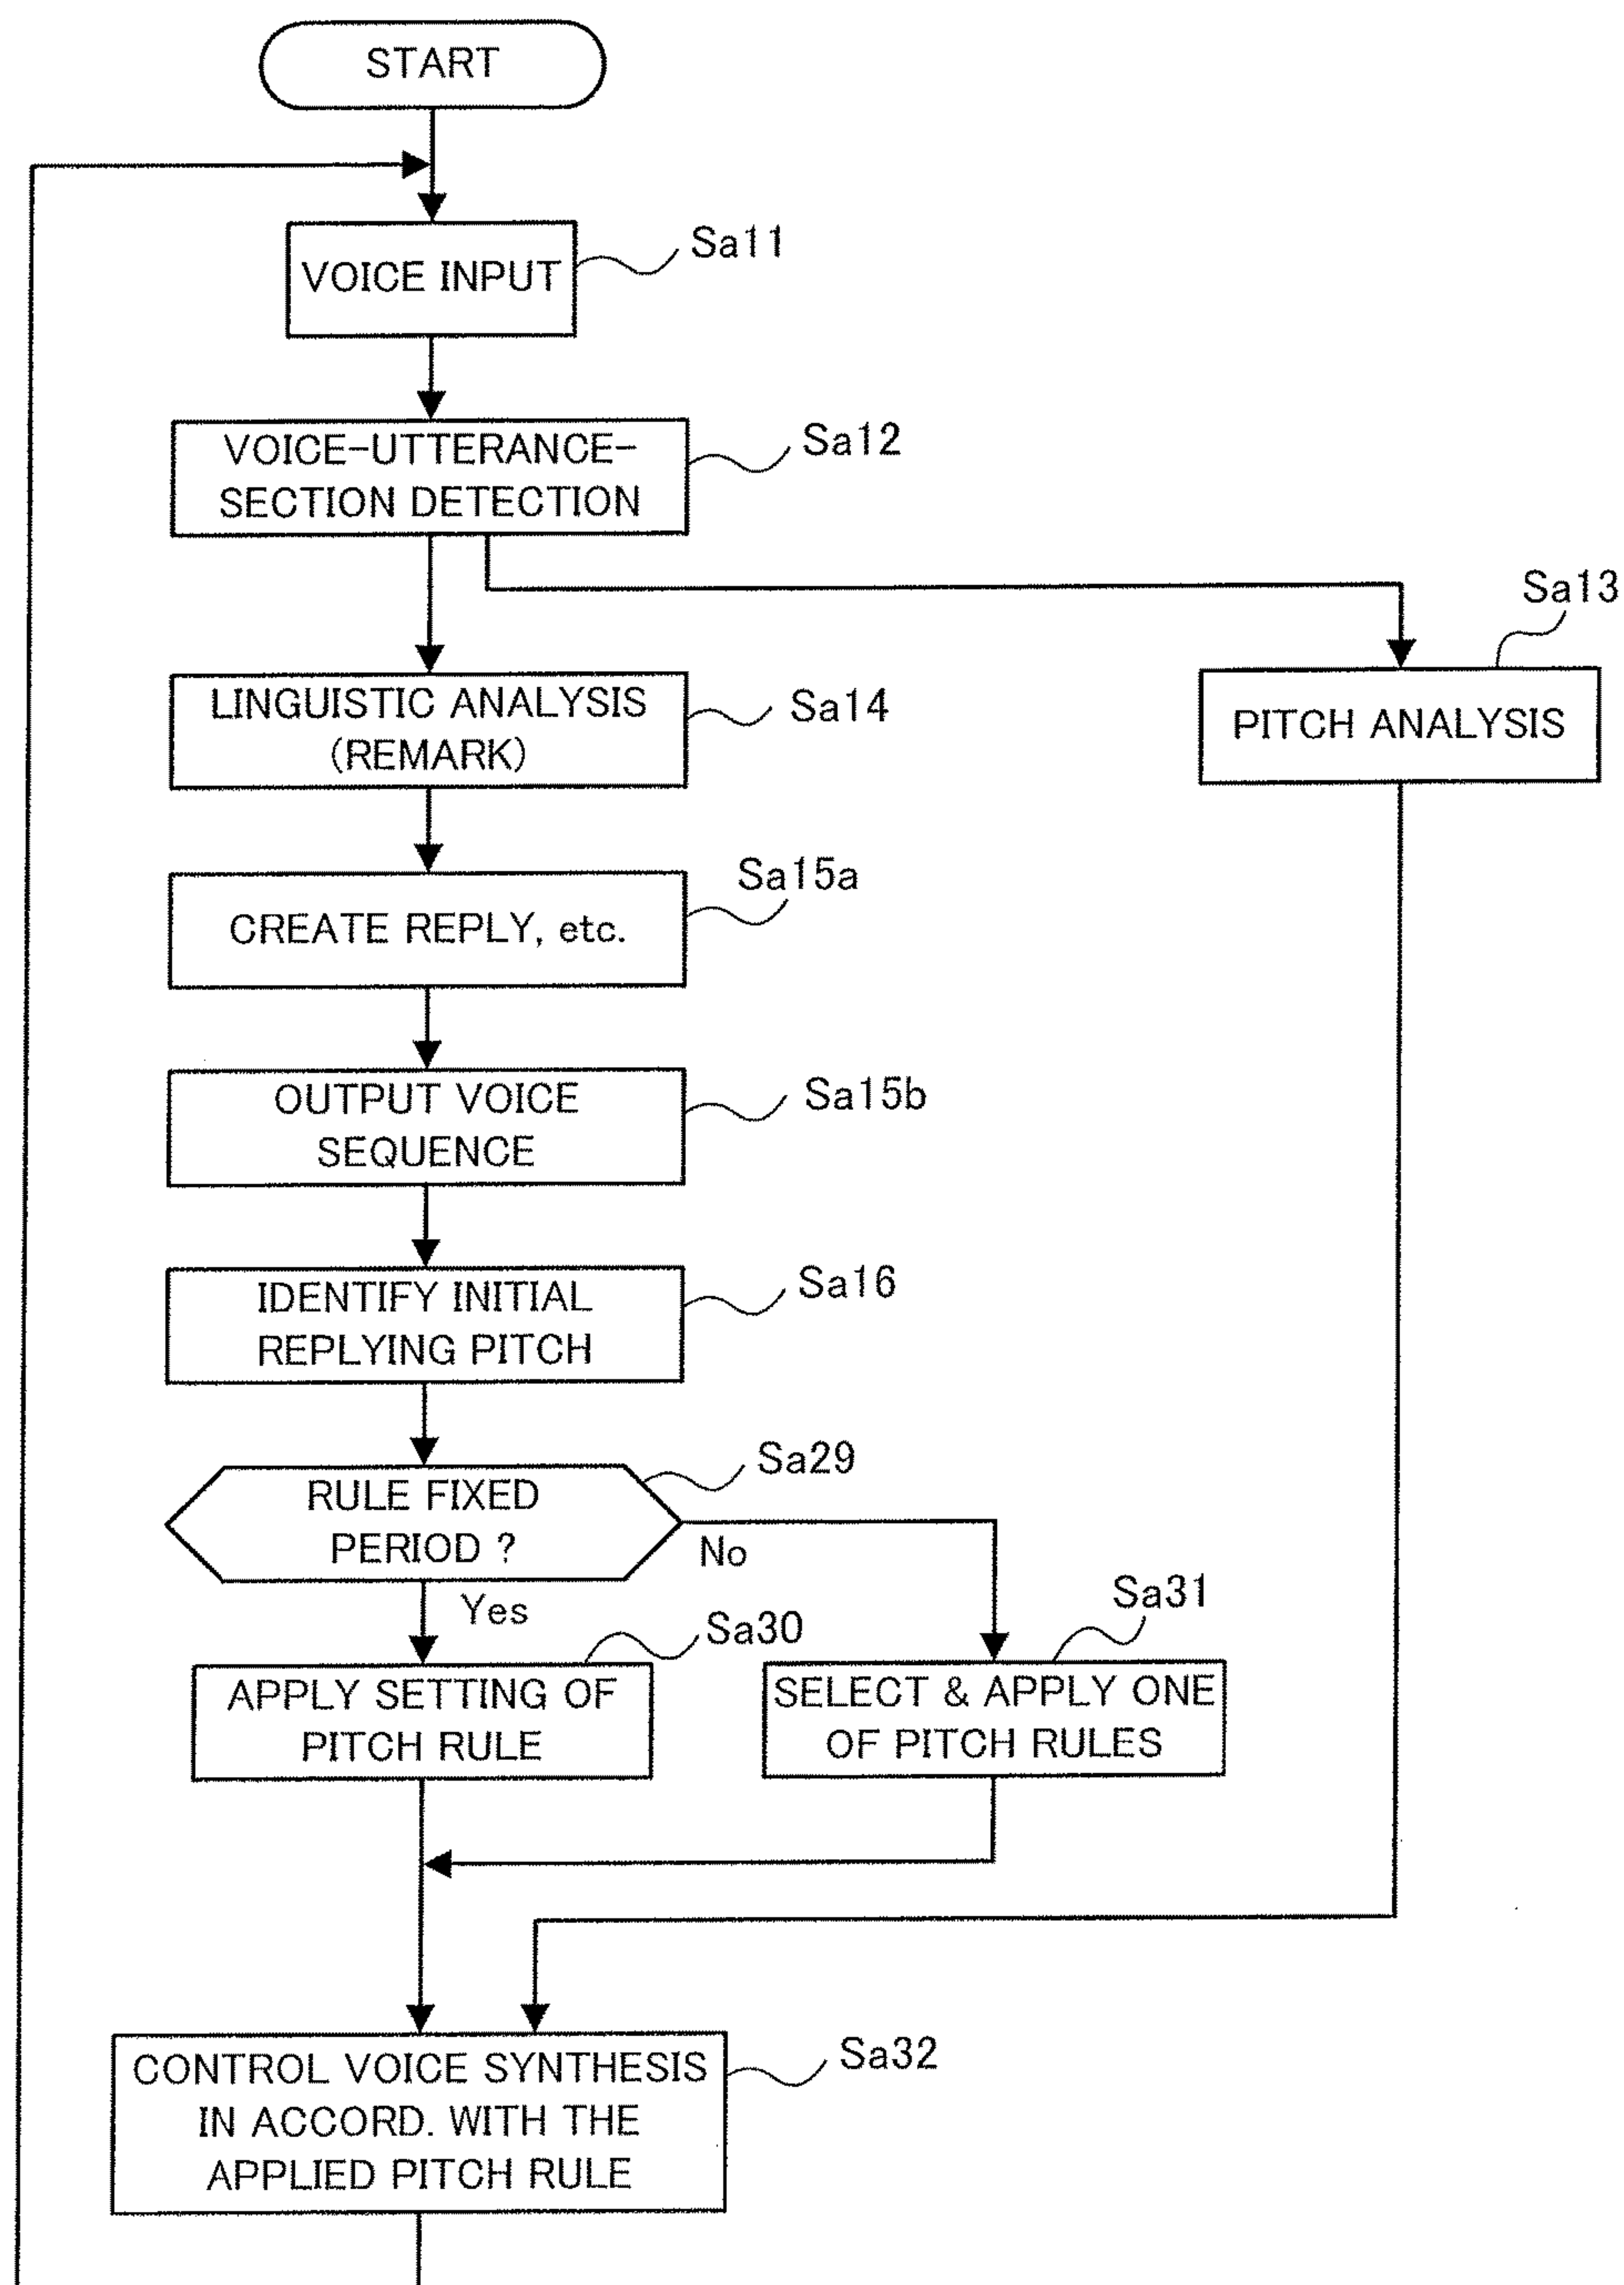 START
Sa11
VOICE INPUT
Sa12
VOICE-UTTERANCE-
SECTION DETECTION
Sa13
PITCH ANALYSIS
Sa14
LINGUISTIC ANALYSIS
(REMARK)
Sa15a
CREATE REPLY, etc.
Sa15b
OUTPUT VOICE
SEQUENCE
Sa16
IDENTIFY INITIAL
REPLYING PITCH
Sa29
RULE FIXED
PERIOD ?
No
Yes
Sa30
APPLY SETTING OF
PITCH RULE
Sa31
SELECT & APPLY ONE
OF PITCH RULES
Sa32
CONTROL VOICE SYNTHESIS
IN ACCORD. WITH THE
APPLIED PITCH RULE